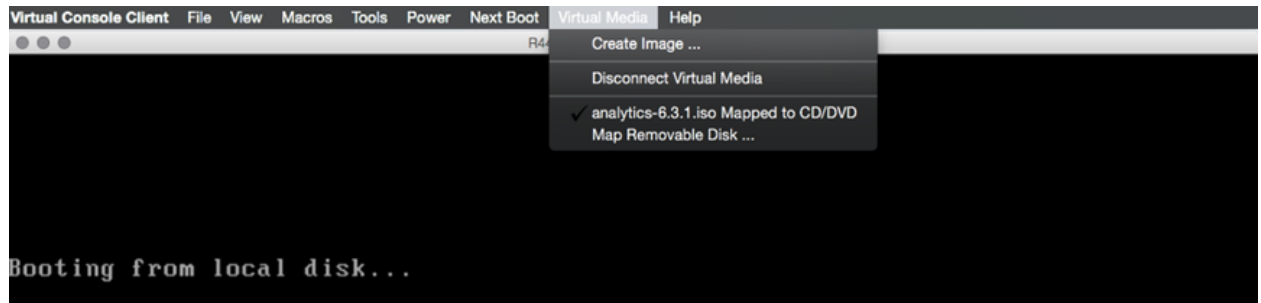 Virtual Console Client File View Macros Tools Power Next Boot Virtual Media Help
R44
Create Image ...
Disconnect Virtual Media
✓ analytics-6.3.1.iso Mapped to CD/DVD
Map Removable Disk ...
Booting from local disk...